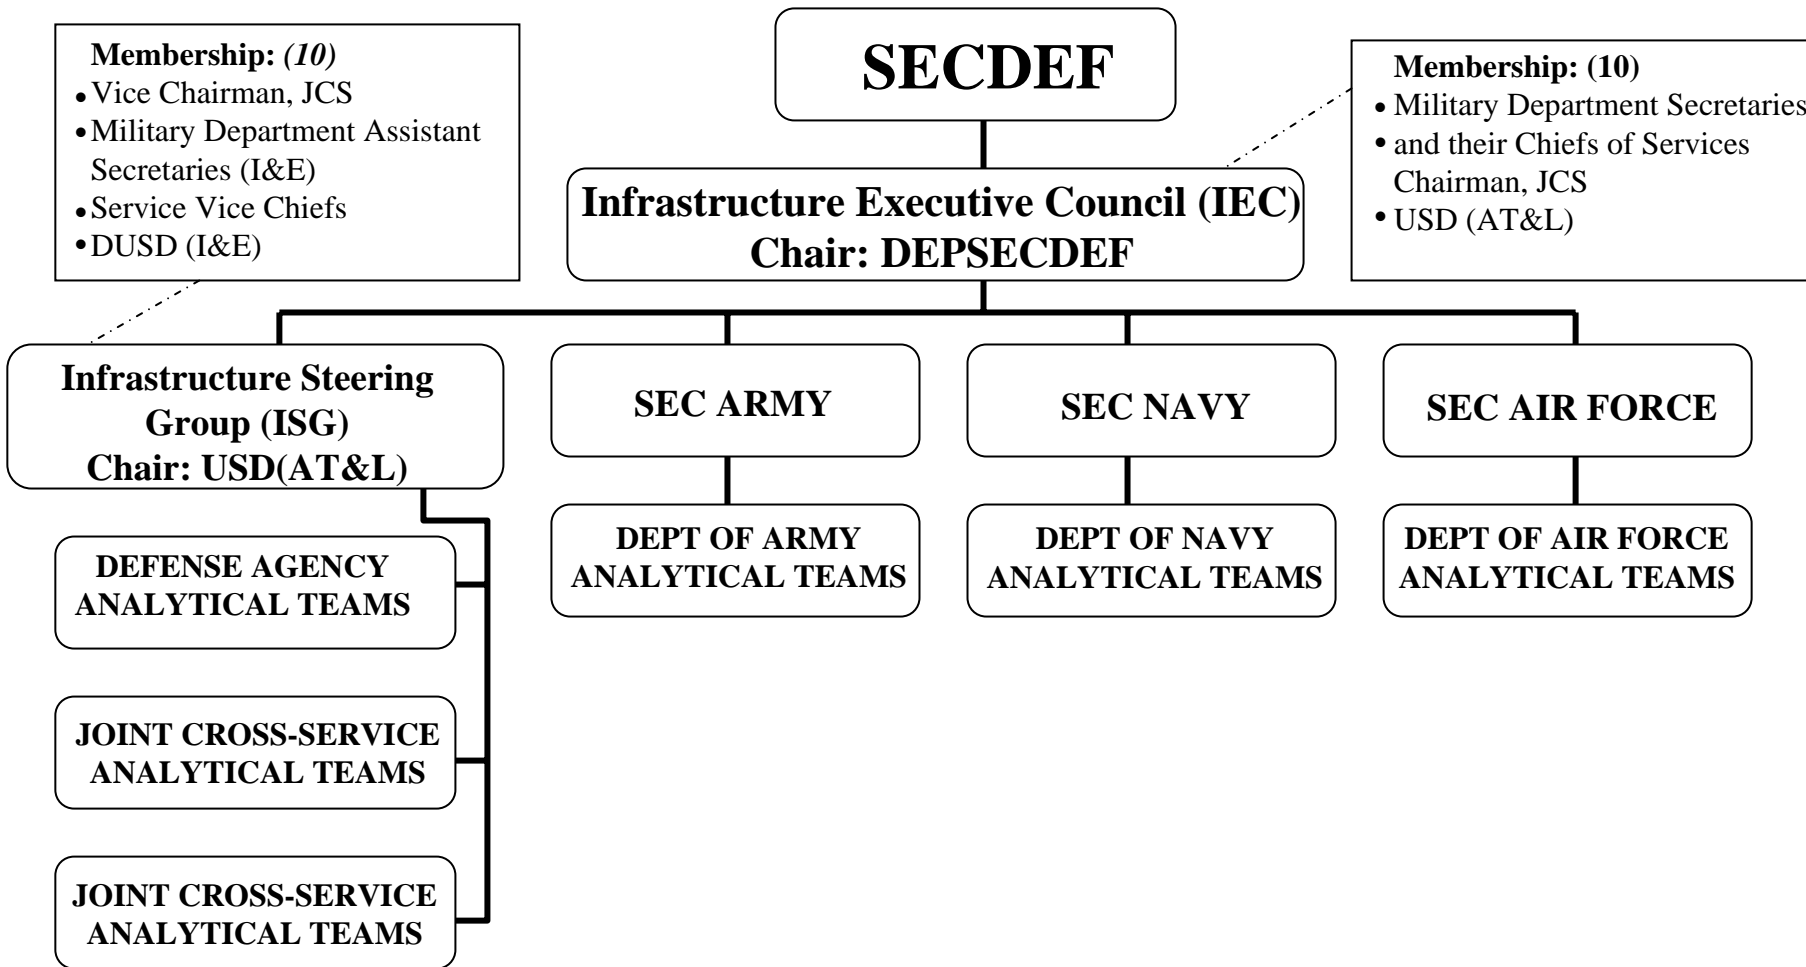 SECDEF
Membership: (10)
• Vice Chairman, JCS
• Military Department Assistant
Secretaries (I&E)
• Service Vice Chiefs
• DUSD (I&E)
Membership: (10)
• Military Department Secretaries
• and their Chiefs of Services
Chairman, JCS
• USD (AT&L)
Infrastructure Executive Council (IEC)
Chair: DEPSECDEF
Infrastructure Steering
Group (ISG)
Chair: USD(AT&L)
SEC ARMY
SEC NAVY
SEC AIR FORCE
DEFENSE AGENCY
ANALYTICAL TEAMS
DEPT OF ARMY
ANALYTICAL TEAMS
DEPT OF NAVY
ANALYTICAL TEAMS
DEPT OF AIR FORCE
ANALYTICAL TEAMS
JOINT CROSS-SERVICE
ANALYTICAL TEAMS
JOINT CROSS-SERVICE
ANALYTICAL TEAMS